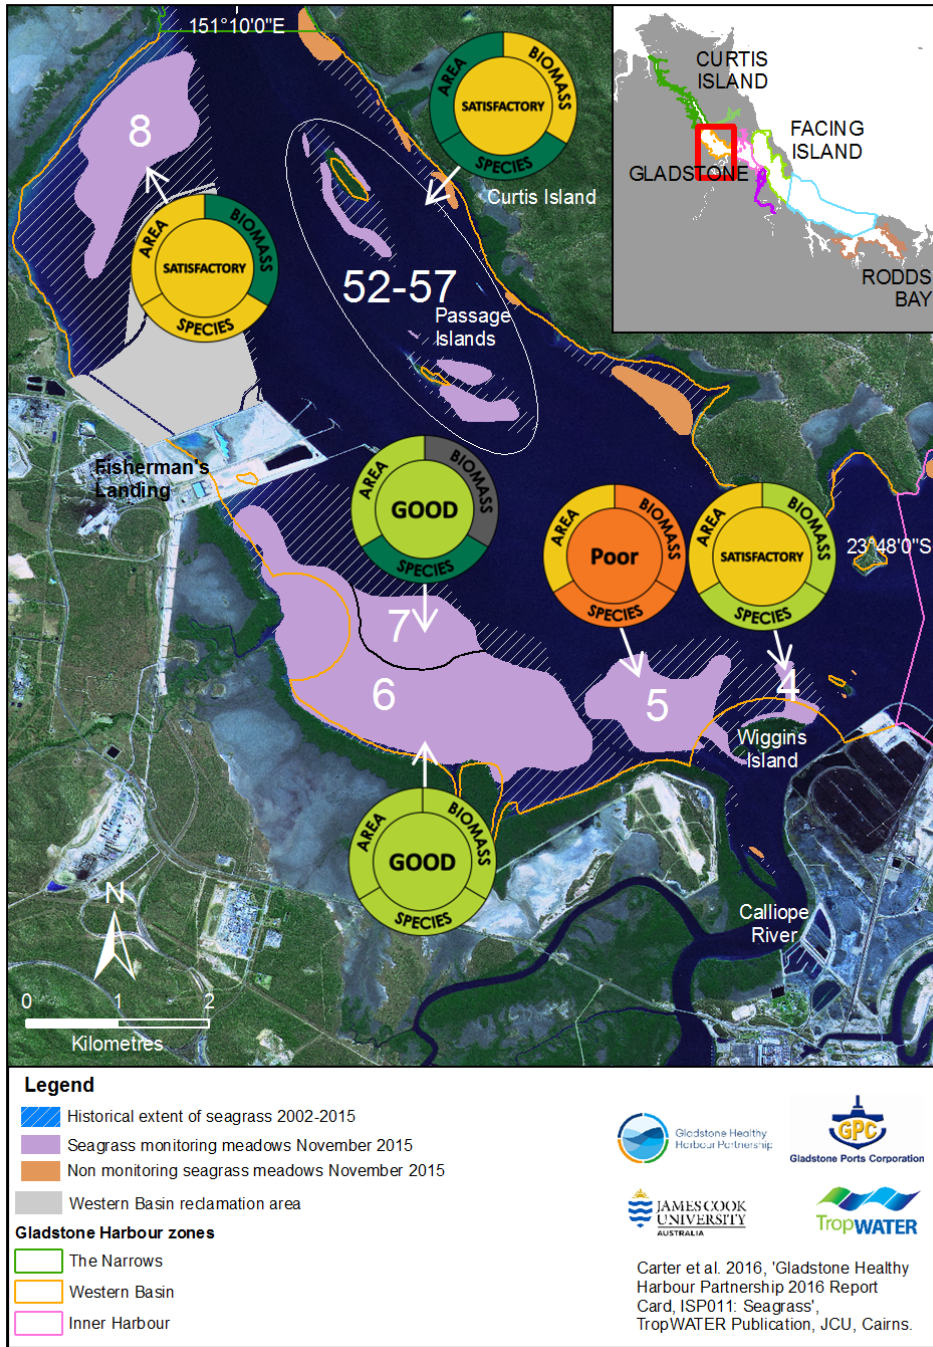 151°10'0"E
AREA
BIOMASS
SATISFACTORY
SPECIES
CURTIS
ISLAND
FACING
ISLAND
GLADSTONE
RODDS
BAY
8
Curtis Island
AREA
BIOMASS
SATISFACTORY
SPECIES
52-57
Passage
Islands
Fisherman's
Landing
AREA
BIOMASS
GOOD
SPECIES
AREA
BIOMASS
Poor
SPECIES
AREA
BIOMASS
SATISFACTORY
SPECIES
23°48'0"S
7
6
5
4
Wiggins
Island
AREA
BIOMASS
GOOD
SPECIES
Calliope
River
N
0 1 2
Kilometres
Legend
Historical extent of seagrass 2002-2015
Seagrass monitoring meadows November 2015
Non monitoring seagrass meadows November 2015
Western Basin reclamation area
Gladstone Harbour zones
The Narrows
Western Basin
Inner Harbour
Gladstone Healthy
Harbour Partnership
GPC
Gladstone Ports Corporation
JAMES COOK
UNIVERSITY
AUSTRALIA
TropWATER
Carter et al. 2016, 'Gladstone Healthy
Harbour Partnership 2016 Report
Card, ISP011: Seagrass',
TropWATER Publication, JCU, Cairns.